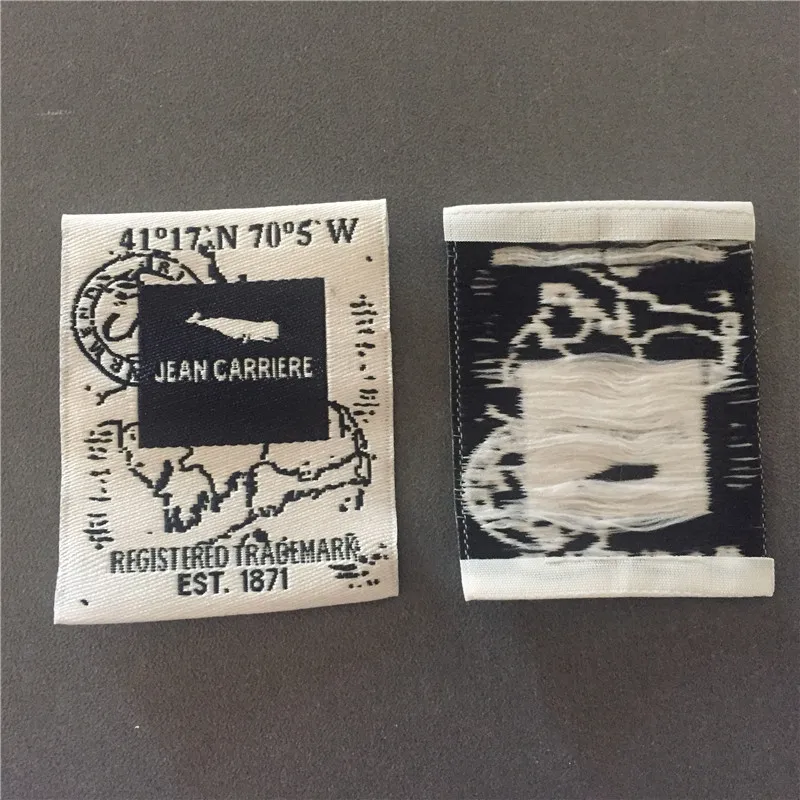 41°17`N 70°5`W
JEAN CARRIERE
REGISTERED TRADEMARK
EST. 1871